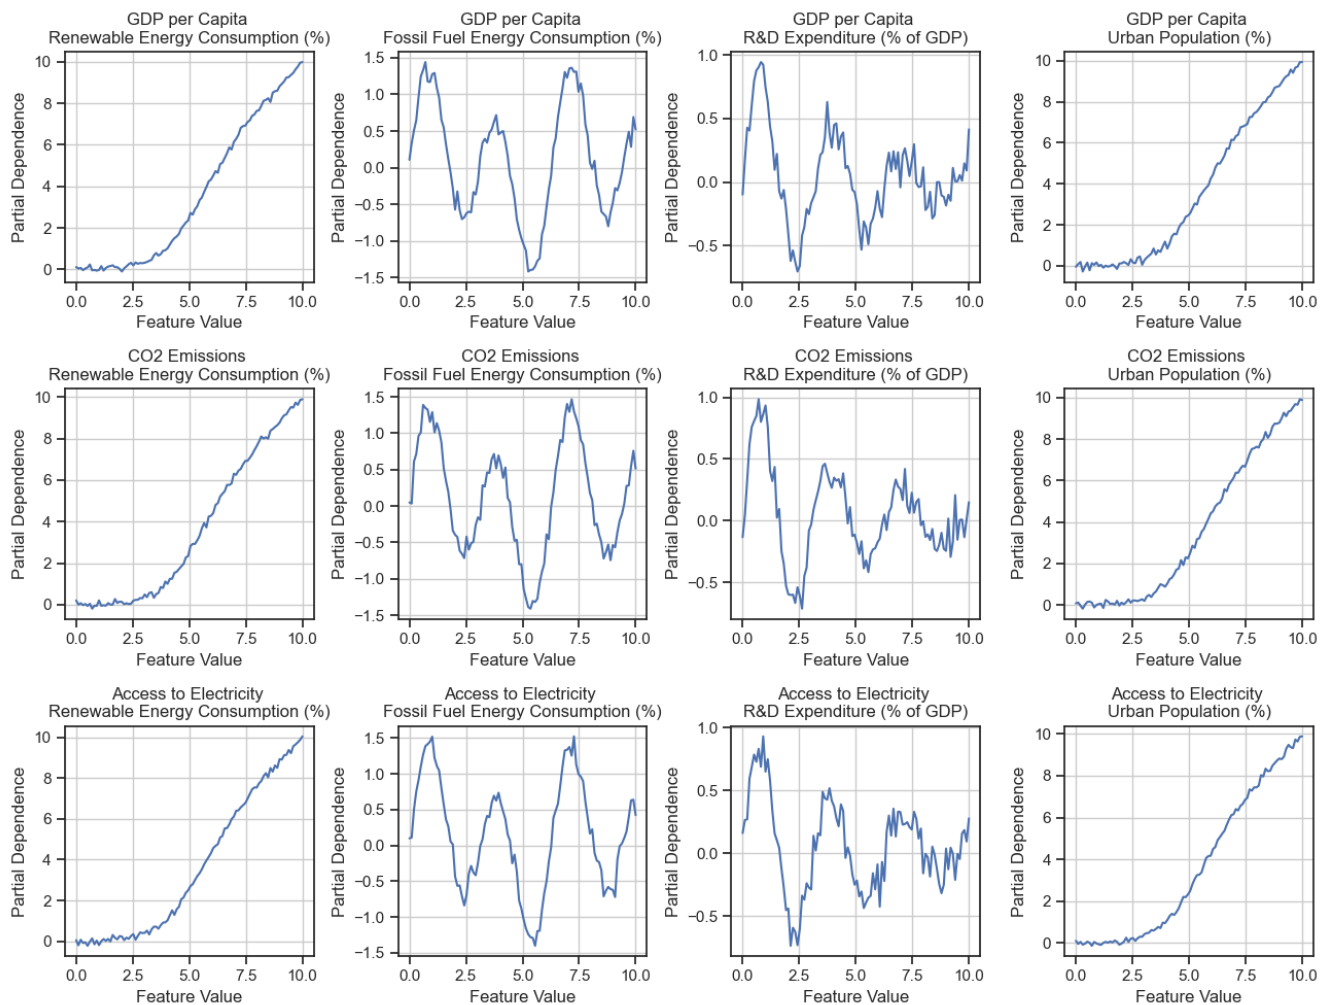 GDP per Capita
Renewable Energy Consumption (%)
10
8
6
4
2
0
Partial Dependence
0.0 2.5 5.0 7.5 10.0
Feature Value
GDP per Capita
Fossil Fuel Energy Consumption (%)
1.5
1.0
0.5
0.0
−0.5
−1.0
−1.5
Partial Dependence
0.0 2.5 5.0 7.5 10.0
Feature Value
GDP per Capita
R&D Expenditure (% of GDP)
1.0
0.5
0.0
−0.5
Partial Dependence
0.0 2.5 5.0 7.5 10.0
Feature Value
GDP per Capita
Urban Population (%)
10
8
6
4
2
0
Partial Dependence
0.0 2.5 5.0 7.5 10.0
Feature Value
CO2 Emissions
Renewable Energy Consumption (%)
10
8
6
4
2
0
Partial Dependence
0.0 2.5 5.0 7.5 10.0
Feature Value
CO2 Emissions
Fossil Fuel Energy Consumption (%)
1.5
1.0
0.5
0.0
−0.5
−1.0
−1.5
Partial Dependence
0.0 2.5 5.0 7.5 10.0
Feature Value
CO2 Emissions
R&D Expenditure (% of GDP)
1.0
0.5
0.0
−0.5
Partial Dependence
0.0 2.5 5.0 7.5 10.0
Feature Value
CO2 Emissions
Urban Population (%)
10
8
6
4
2
0
Partial Dependence
0.0 2.5 5.0 7.5 10.0
Feature Value
Access to Electricity
Renewable Energy Consumption (%)
10
8
6
4
2
0
Partial Dependence
0.0 2.5 5.0 7.5 10.0
Feature Value
Access to Electricity
Fossil Fuel Energy Consumption (%)
1.5
1.0
0.5
0.0
−0.5
−1.0
−1.5
Partial Dependence
0.0 2.5 5.0 7.5 10.0
Feature Value
Access to Electricity
R&D Expenditure (% of GDP)
1.0
0.5
0.0
−0.5
Partial Dependence
0.0 2.5 5.0 7.5 10.0
Feature Value
Access to Electricity
Urban Population (%)
10
8
6
4
2
0
Partial Dependence
0.0 2.5 5.0 7.5 10.0
Feature Value